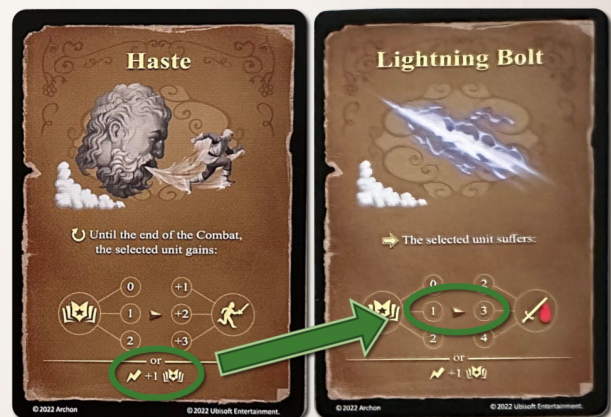 Haste
Until the end of the Combat,
the selected unit gains:
0 +1
1 +2
2 +3
or
+1
© 2022 Archon © 2022 Ubisoft Entertainment.
Lightning Bolt
The selected unit suffers:
0 2
1 3
2 4
or
+1
© 2022 Archon © 2022 Ubisoft Entertainment.